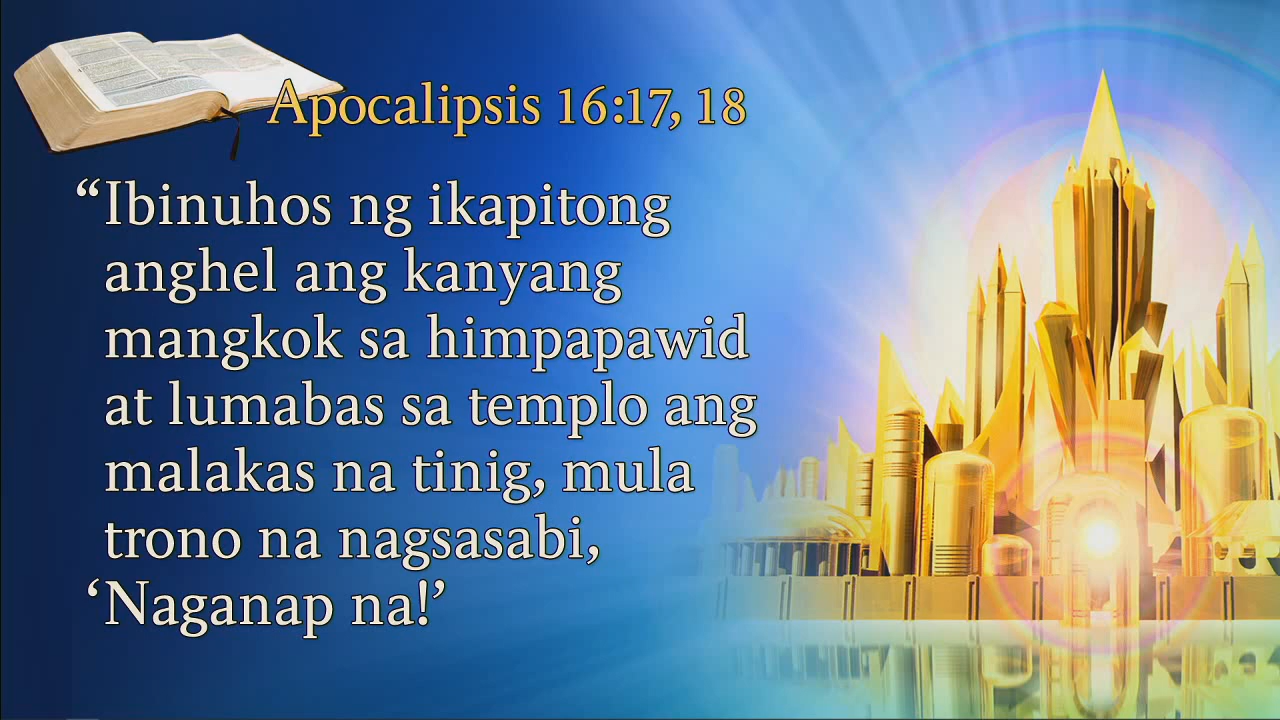 Apocalipsis 16:17, 18
“Ibinuhos ng ikapitong
anghel ang kanyang
mangkok sa himpapawid
at lumabas sa templo ang
malakas na tinig, mula
trono na nagsasabi,
‘Naganap na!’